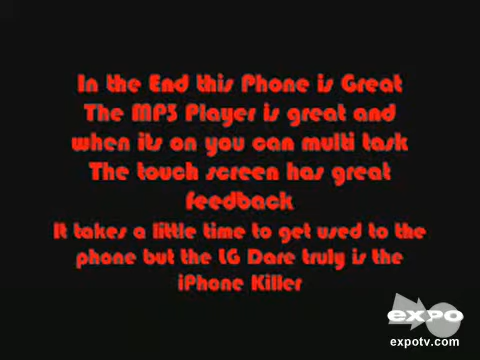 In the End this Phone is Great
The MP3 Player is great and
when its on you can multi task
The touch screen has great
feedback
It takes a little time to get used to the
phone but the LG Dare truly is the
iPhone Killer
EXPO
expotv.com